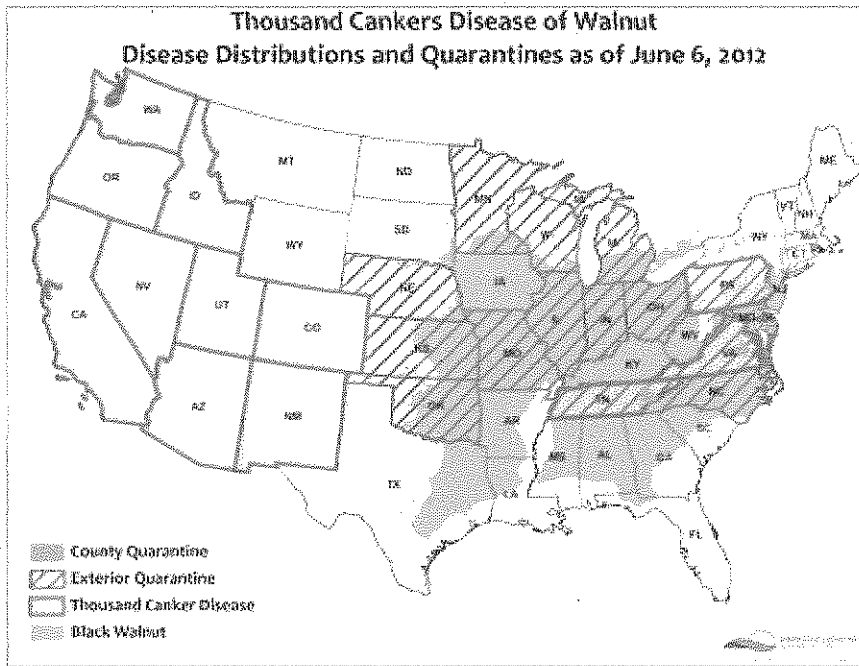 Thousand Cankers Disease of Walnut
Disease Distributions and Quarantines as of June 6, 2012
WA
MT
ND
ME
OR
ID
MN
VT
NH
WI
MI
WY
SD
NY
MA
CT
IA
NE
PA
NJ
NV
UT
CO
IL
IN
OH
CA
KS
MO
WV
VA
KY
AZ
NM
OK
AR
TN
NC
SC
TX
LA
MS
AL
GA
FL
County Quarantine
Exterior Quarantine
Thousand Canker Disease
Black Walnut